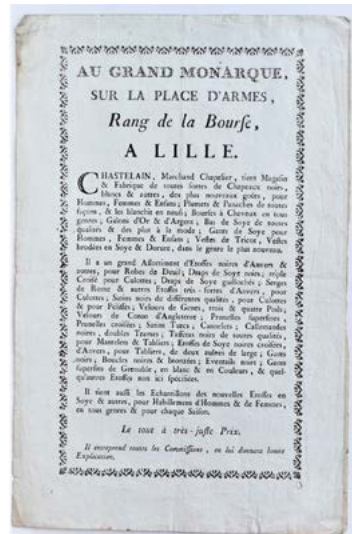 AU GRAND MONARQUE,
SUR LA PLACE D'ARMES,
Rang de la Bourſe,
A LILLE.
CHASTELAIN, Marchand Chapelier, tient Magaſin
& Fabrique de toutes ſortes de Chapeaux noirs,
blancs & autres, des plus nouveaux goûts, pour
Hommes, Femmes & Enfans; Plumets & Panaches de toutes
façons, & les blanchit en neufs; Bourſes à Cheveux en tous
genres; Galons d'Or & d'Argent; Bas de Soye de toutes
qualités & des plus à la mode; Gants de Soye pour
Hommes, Femmes & Enfans; Veſtes de Tricot, Veſtes
brodées en Soye & Dorure, dans le genre le plus nouveau.
Il a un grand Aſſortiment d'Etoffes noires d'Anvers &
autres, pour Robes de Deuil; Draps de Soye noirs; triple
Croiſé pour Culottes; Draps de Soye guilochés; Serges
de Rome & autres Etoffes très-fortes d'Anvers, pour
Culottes; Satins noirs de différentes qualités, pour Culottes
& pour Péliſſes; Velours de Genes, trois & quatre Poils;
Velours de Coton d'Angleterre; Prunelles ſuperfines,
Prunelles croiſées; Satins Turcs, Camelots; Callemandes
noires, doubles Trames; Taffetas noirs de toutes qualités,
pour Mantelets & Tabliers; Etoffes de Soye noires croiſées,
d'Anvers, pour Tabliers, de deux aulnes de large; Gants
noirs; Boucles noires & bronzées; Eventails noirs; Gants
ſuperfins de Grenoble, en blanc & en Couleurs, & quel-
qu'autres Etoffes non ici ſpécifiées.
Il tient auſſi les Echantillons des nouvelles Etoffes en
Soye & autres, pour Habillement d'Hommes & de Femmes,
en tous genres & pour chaque Saiſon.
Le tout à très-juſte Prix.
Il entreprend toutes les Commiſſions, en lui donnant bonne
Explication.